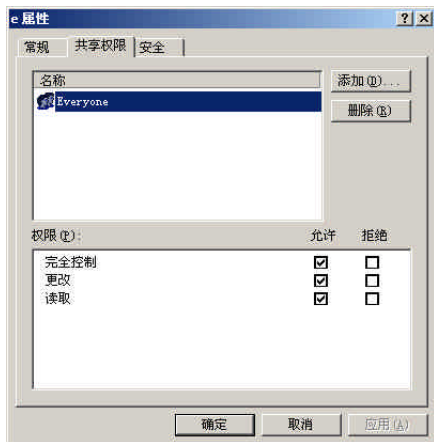 e 属性
常规 共享权限 安全
名称
添加(D)...
Everyone
删除(R)
权限(P): 允许 拒绝
完全控制
更改
读取
确定 取消 应用(A)